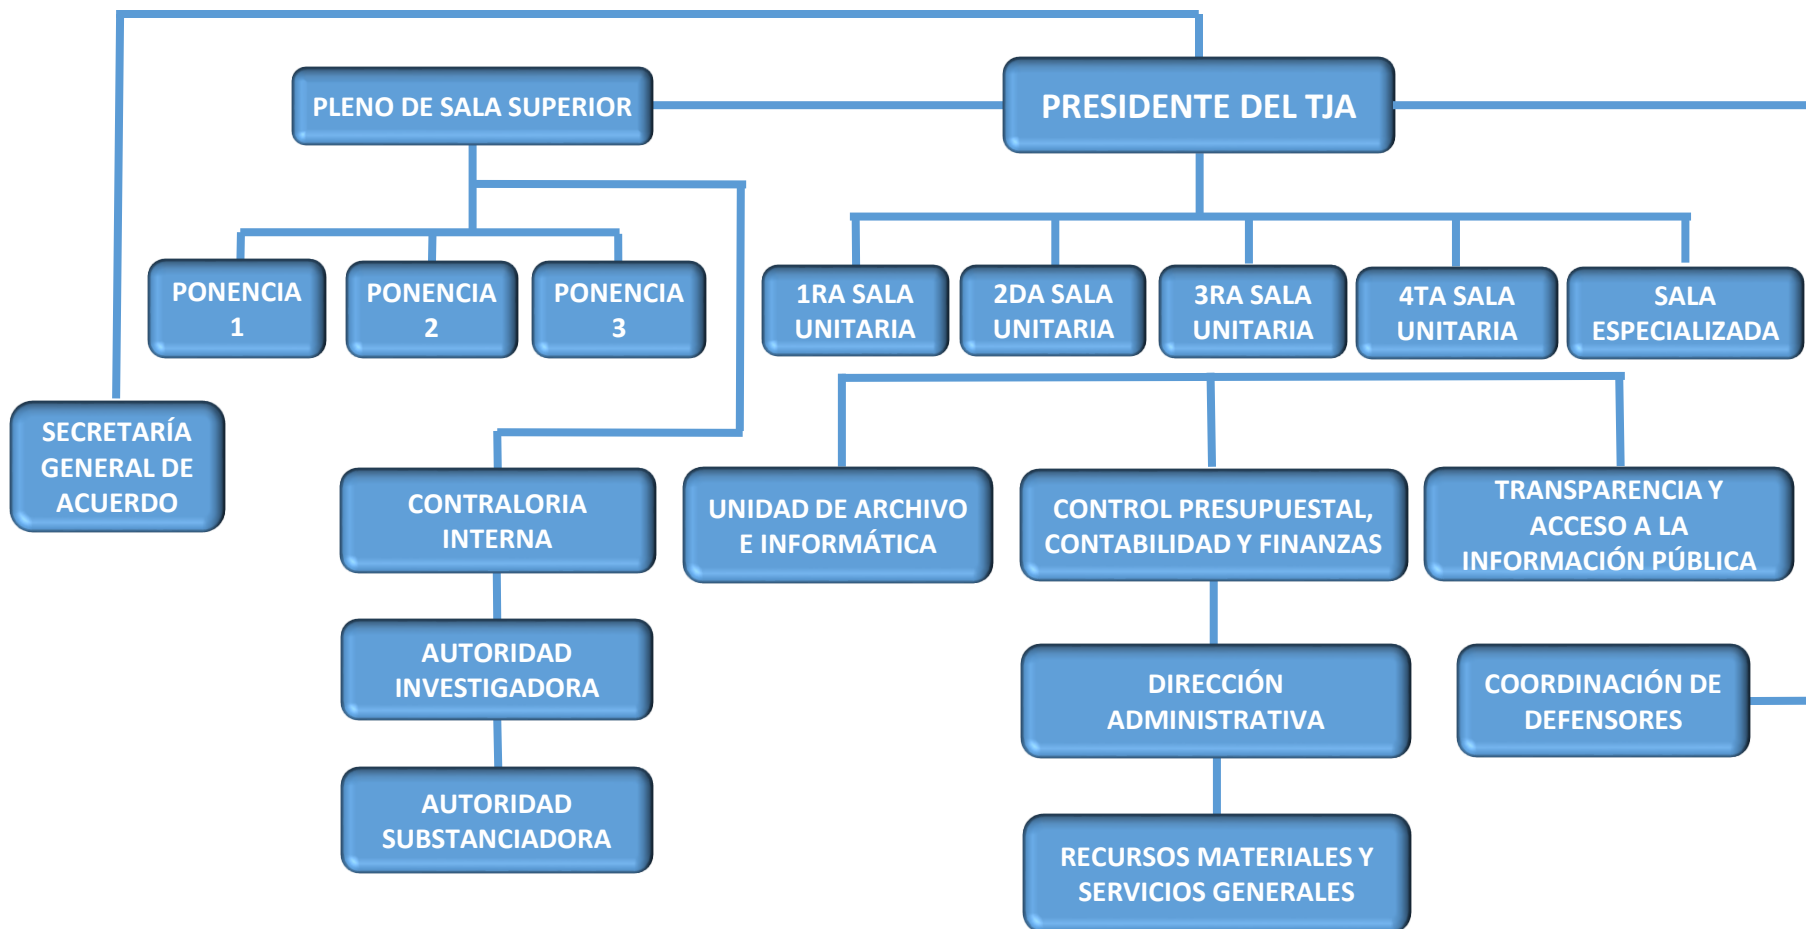 PLENO DE SALA SUPERIOR
PRESIDENTE DEL TJA
PONENCIA
1
PONENCIA
2
PONENCIA
3
1RA SALA
UNITARIA
2DA SALA
UNITARIA
3RA SALA
UNITARIA
4TA SALA
UNITARIA
SALA
ESPECIALIZADA
SECRETARÍA
GENERAL DE
ACUERDO
CONTRALORIA
INTERNA
UNIDAD DE ARCHIVO
E INFORMÁTICA
CONTROL PRESUPUESTAL,
CONTABILIDAD Y FINANZAS
TRANSPARENCIA Y
ACCESO A LA
INFORMACIÓN PÚBLICA
AUTORIDAD
INVESTIGADORA
DIRECCIÓN
ADMINISTRATIVA
COORDINACIÓN DE
DEFENSORES
AUTORIDAD
SUBSTANCIADORA
RECURSOS MATERIALES Y
SERVICIOS GENERALES